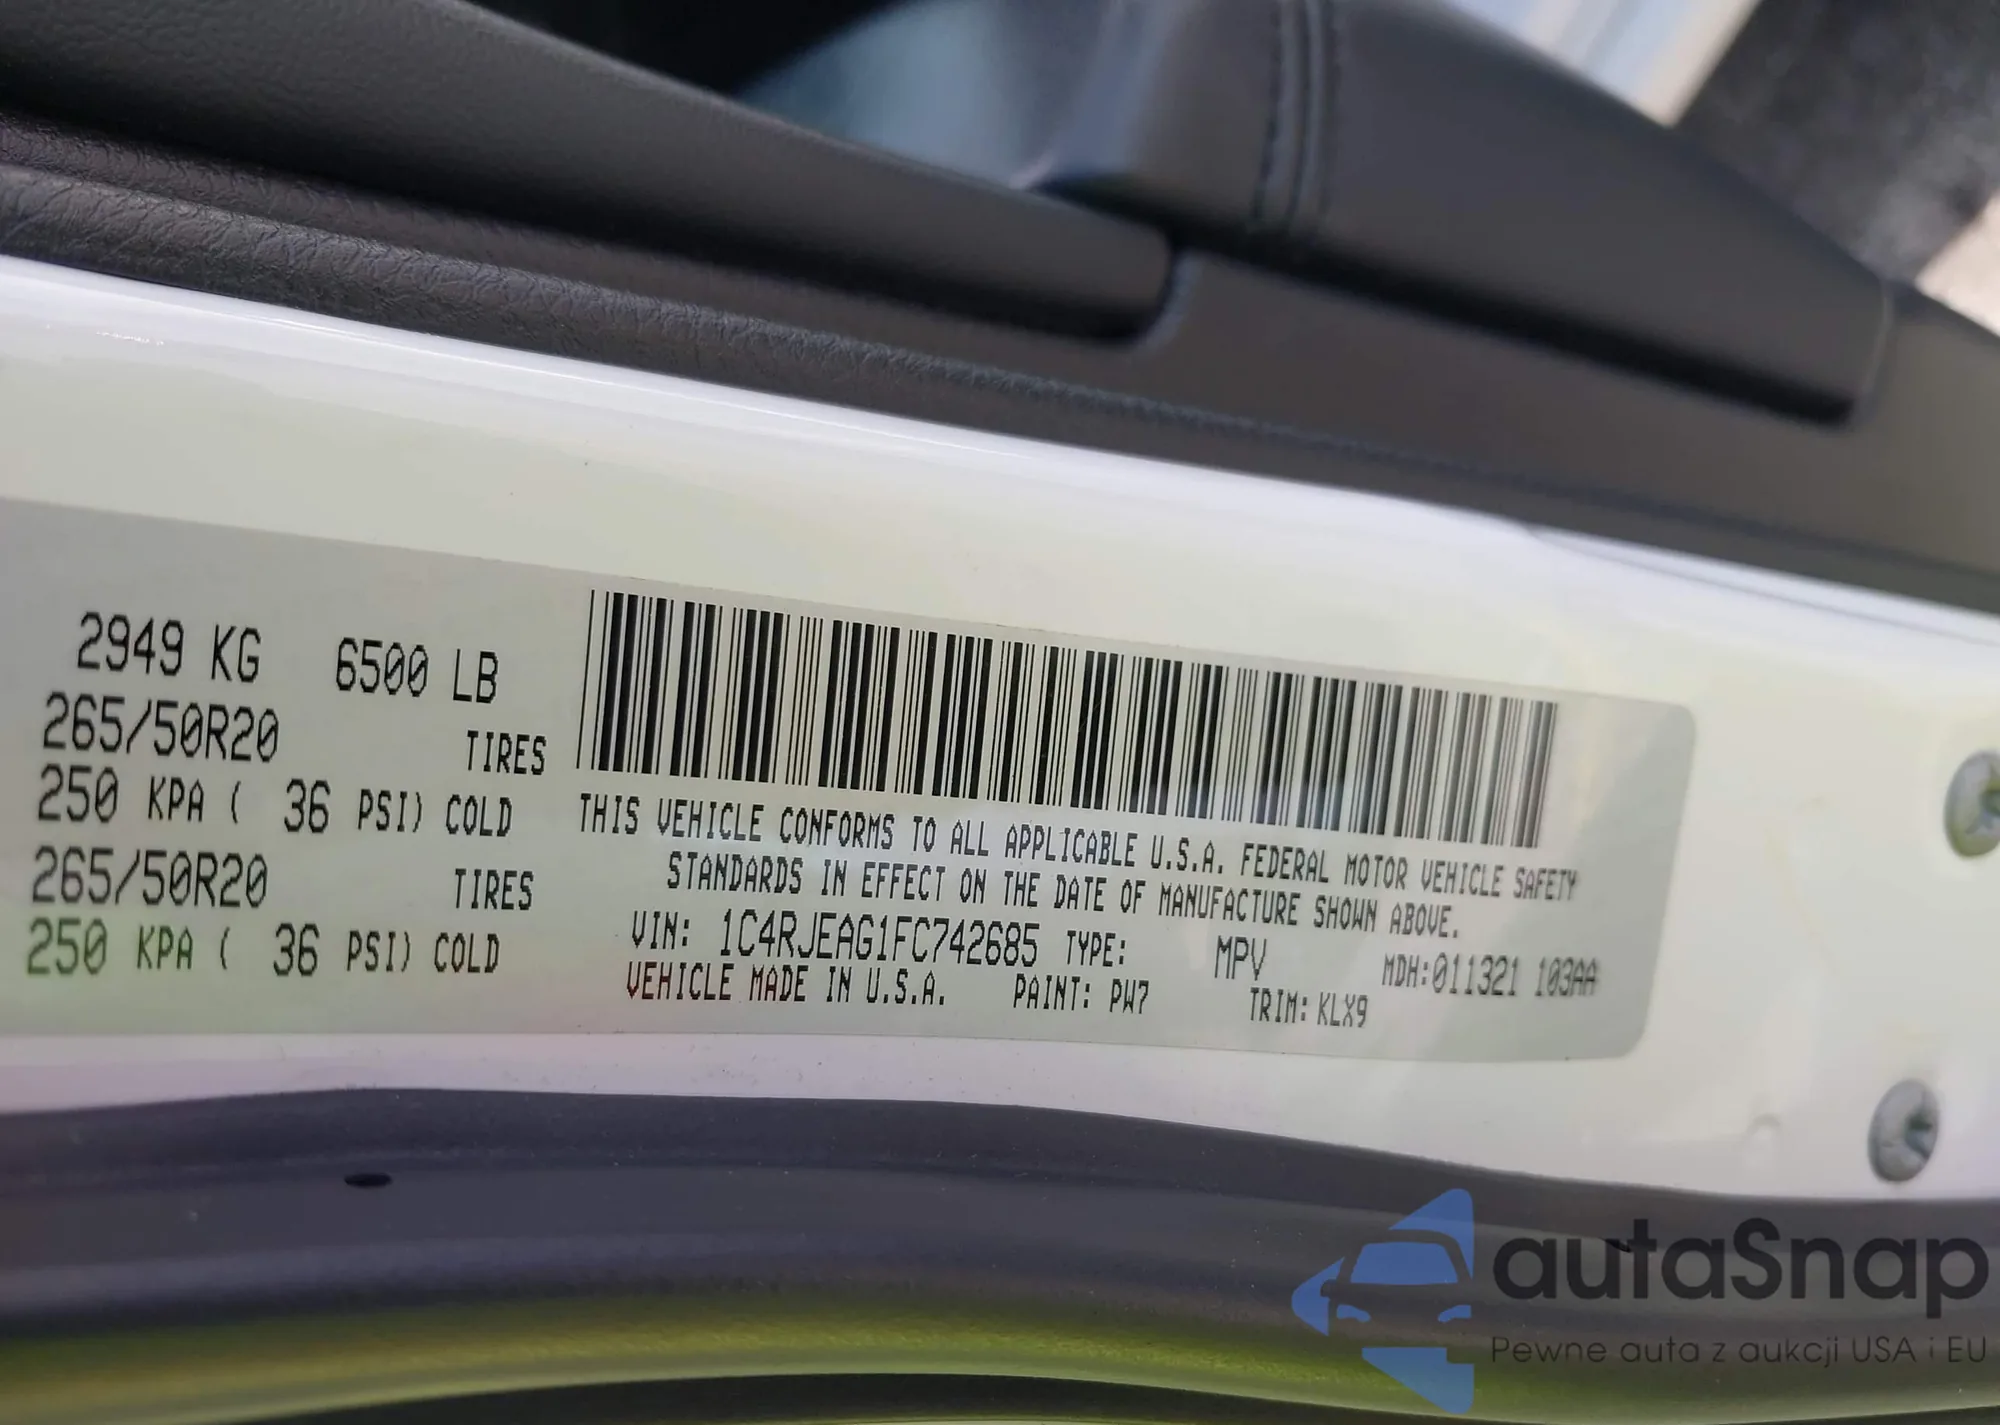 2949 KG 6500 LB
265/50R20 TIRES
250 KPA ( 36 PSI) COLD
265/50R20 TIRES
250 KPA ( 36 PSI) COLD
THIS VEHICLE CONFORMS TO ALL APPLICABLE U.S.A. FEDERAL MOTOR VEHICLE SAFETY
STANDARDS IN EFFECT ON THE DATE OF MANUFACTURE SHOWN ABOVE.
VIN: 1C4RJEAG1FC742685 TYPE: MPV MDH:011321 103AA
VEHICLE MADE IN U.S.A. PAINT: PW7 TRIM: KLX9
autaSnap
Pewne auta z aukcji USA i EU